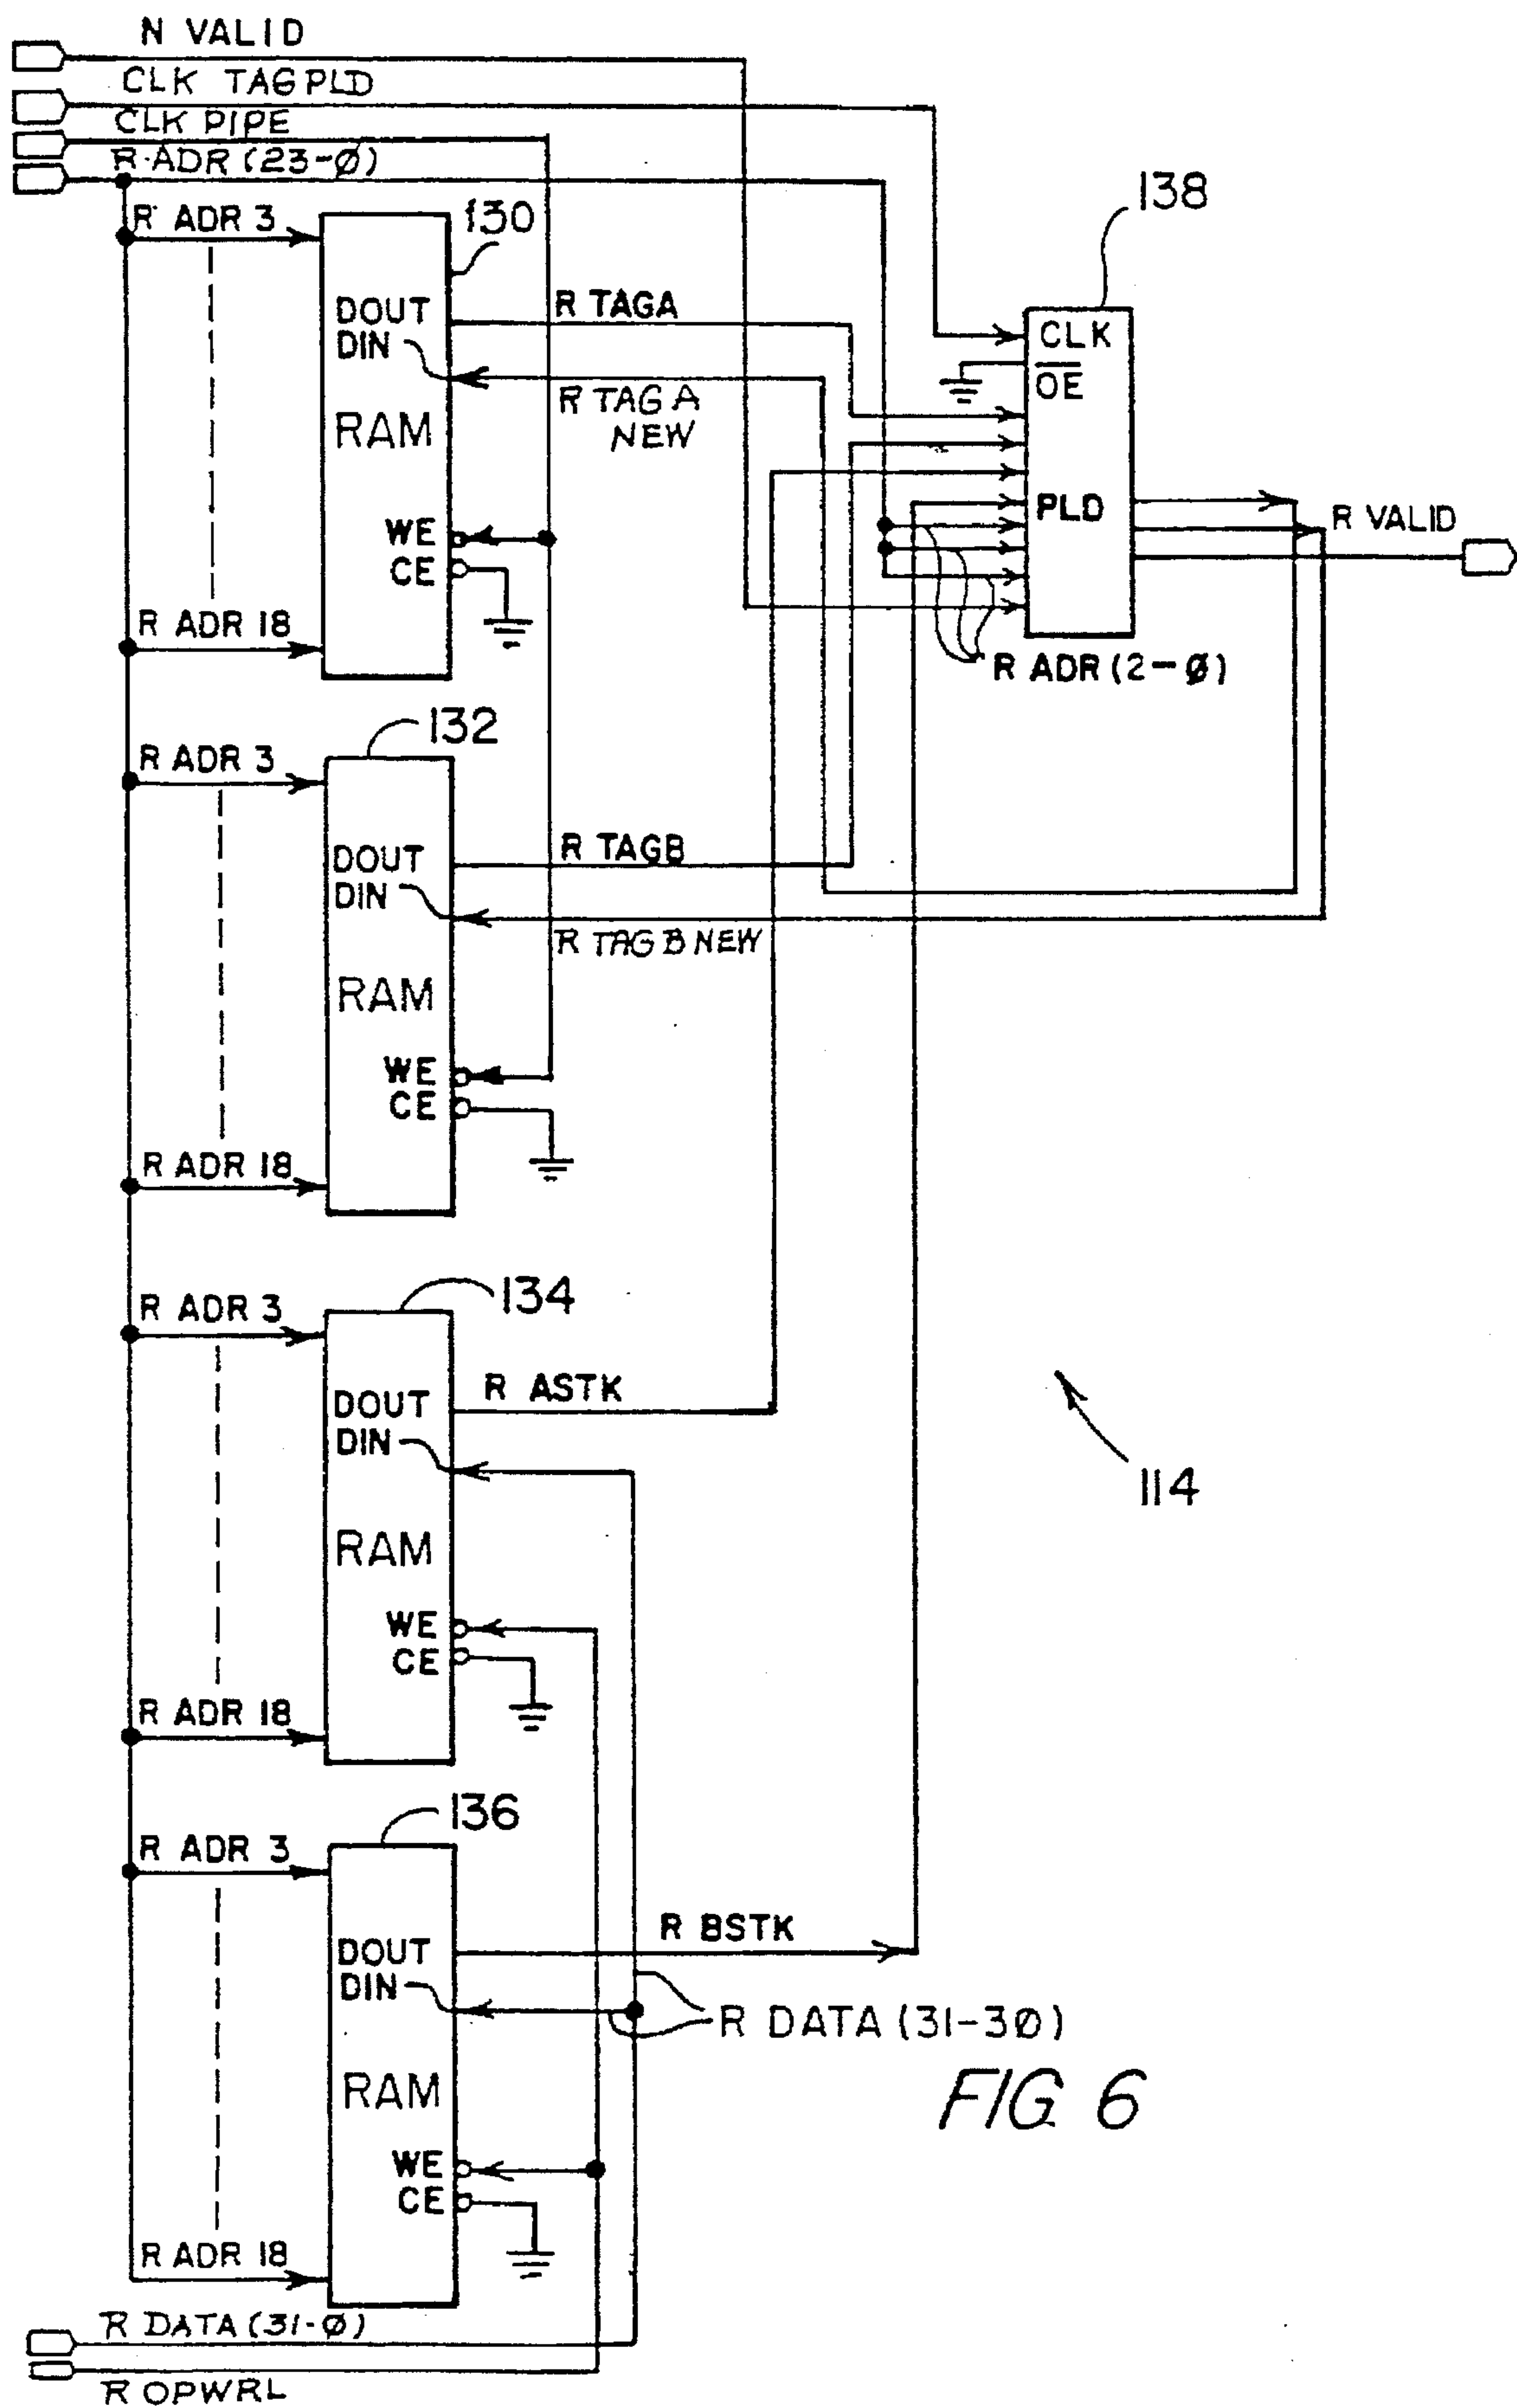 N VALID
CLK TAGPLD
CLK PIPE
R ADR (23-Ø)
R ADR 3
130
138
DOUT
DIN
R TAGA
CLK
OE
R TAG A
NEW
RAM
PLD
R VALID
WE
CE
R ADR 18
R ADR (2-Ø)
132
R ADR 3
DOUT
DIN
R TAGB
R TAG B NEW
RAM
WE
CE
R ADR 18
134
R ADR 3
R ASTK
DOUT
DIN
114
RAM
WE
CE
R ADR 18
136
R ADR 3
R BSTK
DOUT
DIN
R DATA (31-3Ø)
RAM
FIG 6
WE
CE
R ADR 18
R DATA (31-Ø)
R OPWRL